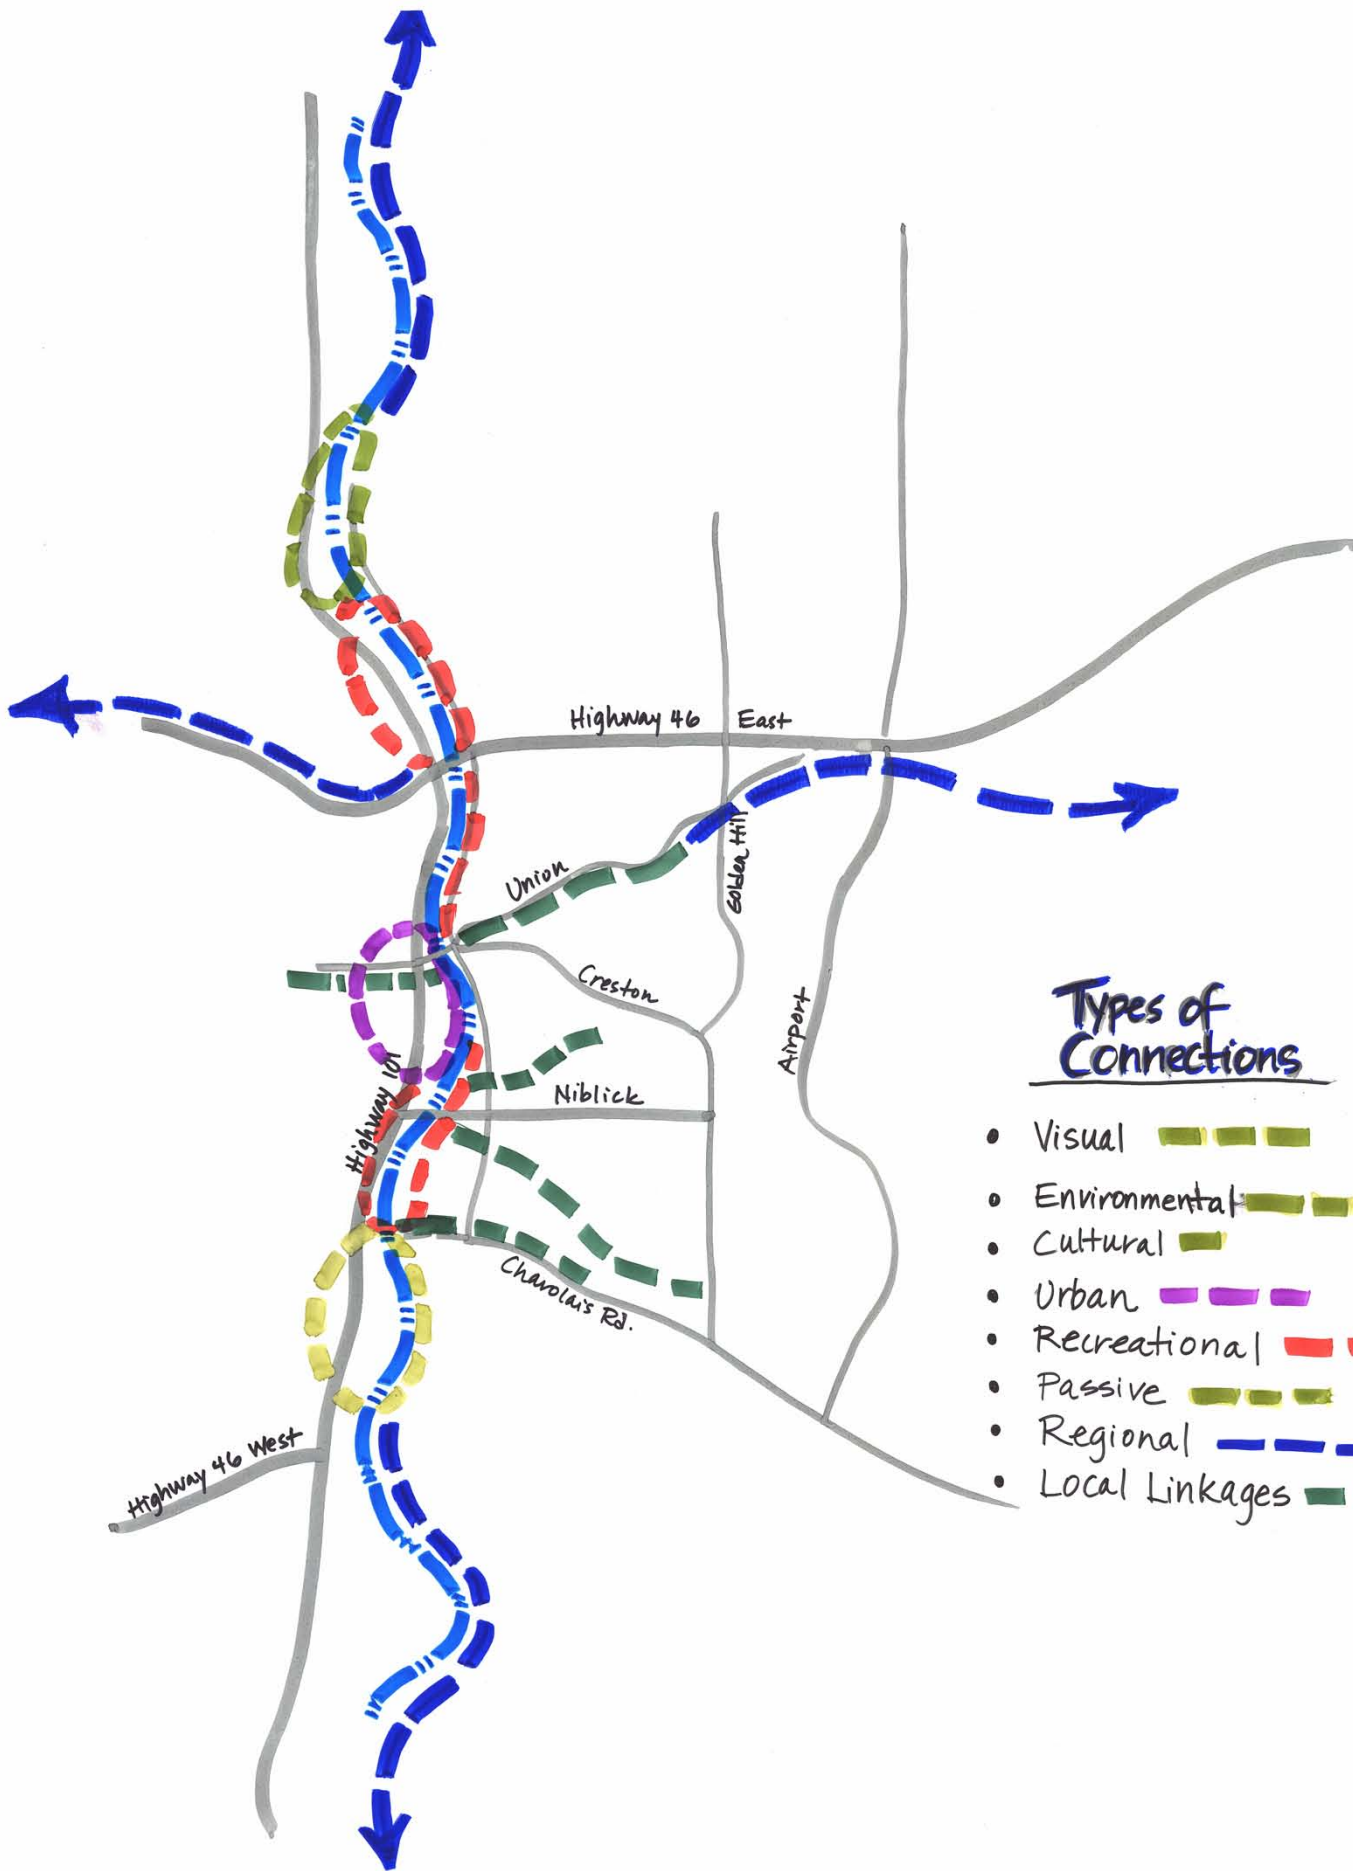 Highway 46 East
Union
Golden Hill
Creston
Airport
Niblick
Highway 101
Charolais Rd.
Highway 46 West
Types of
Connections
• Visual
• Environmental
• Cultural
• Urban
• Recreational
• Passive
• Regional
• Local Linkages